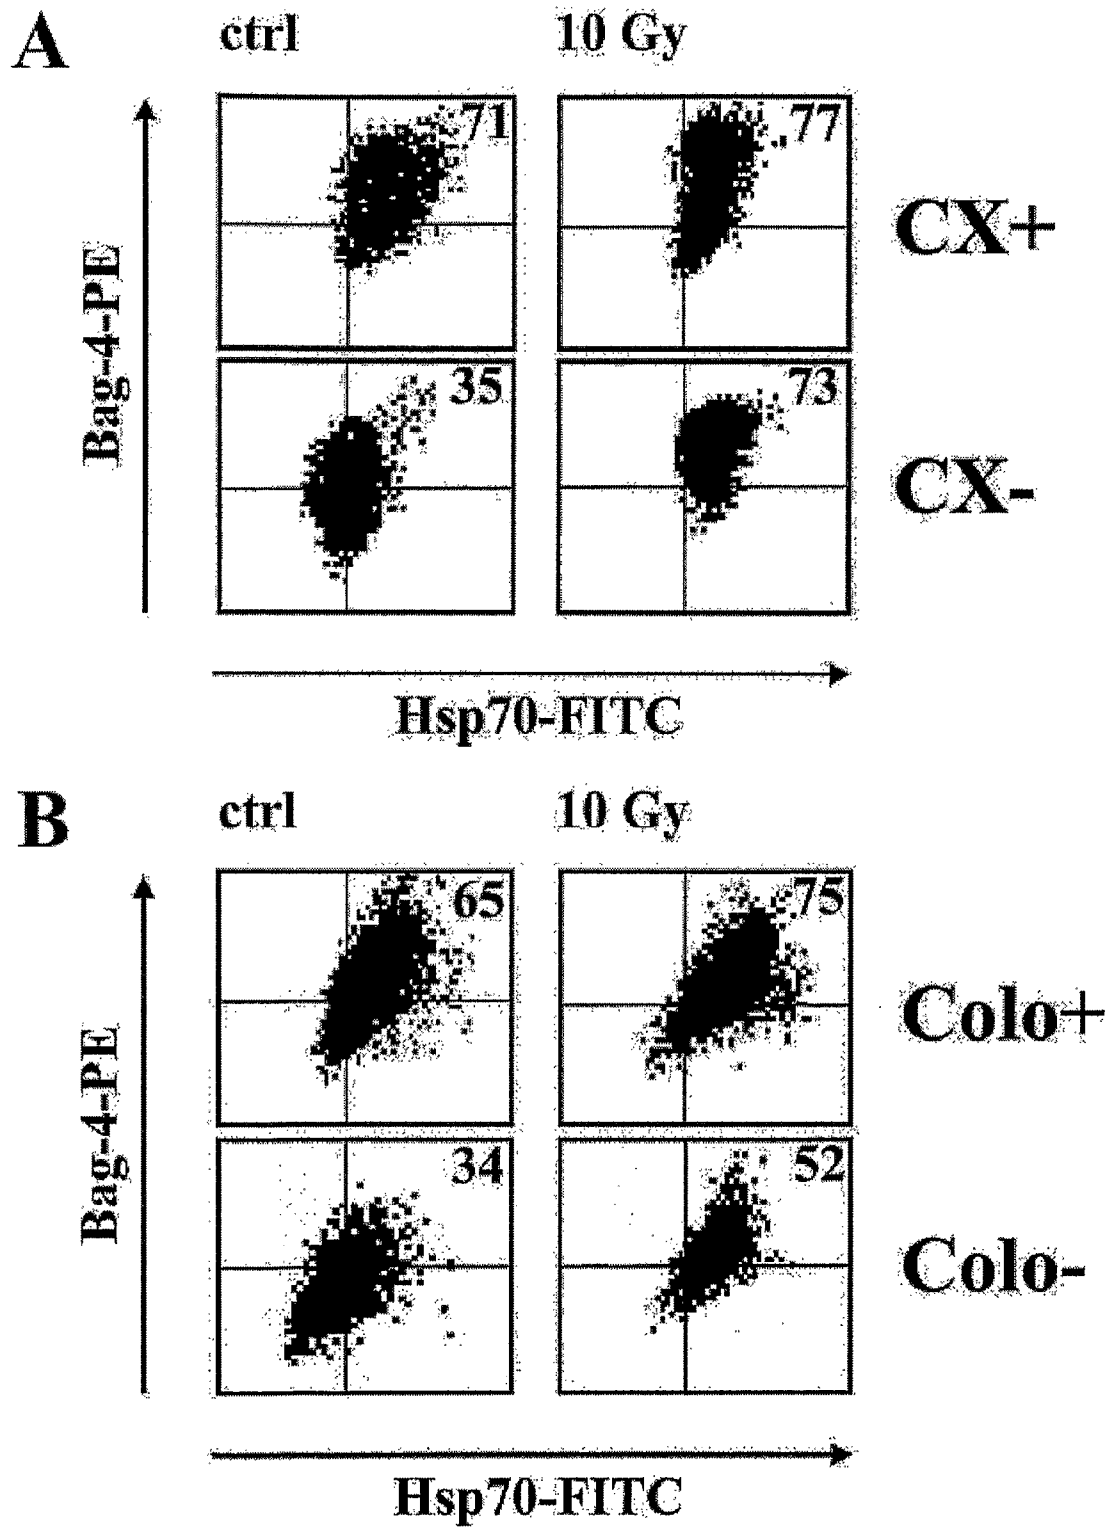 A
ctrl
10 Gy
71
77
CX+
35
73
CX-
Bag-4-PE
Hsp70-FITC
B
ctrl
10 Gy
65
75
Colo+
34
52
Colo-
Bag-4-PE
Hsp70-FITC